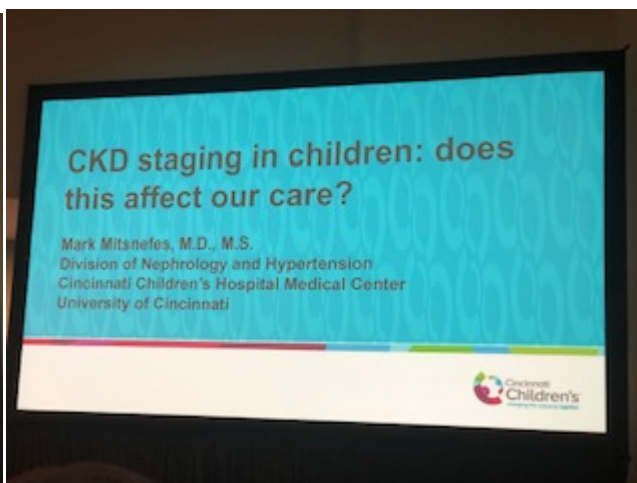 CKD staging in children: does
this affect our care?
Mark Mitsnefes, M.D., M.S.
Division of Nephrology and Hypertension
Cincinnati Children's Hospital Medical Center
University of Cincinnati
Cincinnati
Children's